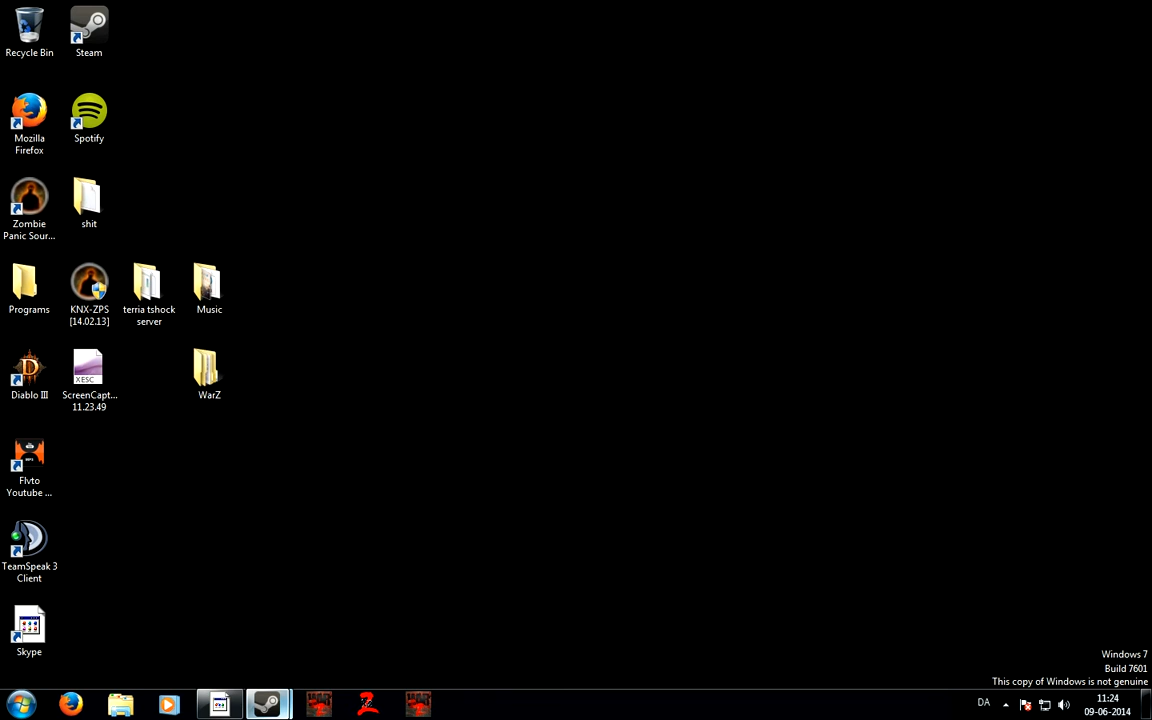 Recycle Bin
Steam
Mozilla
Firefox
Spotify
Zombie
Panic Sour...
shit
Programs
KNX-ZPS
[14.02.13]
terria tshock
server
Music
Diablo III
XESC
ScreenCapt...
11.23.49
WarZ
Flvto
Youtube ...
TeamSpeak 3
Client
Skype
Windows 7
Build 7601
This copy of Windows is not genuine
DA
11:24
09-06-2014